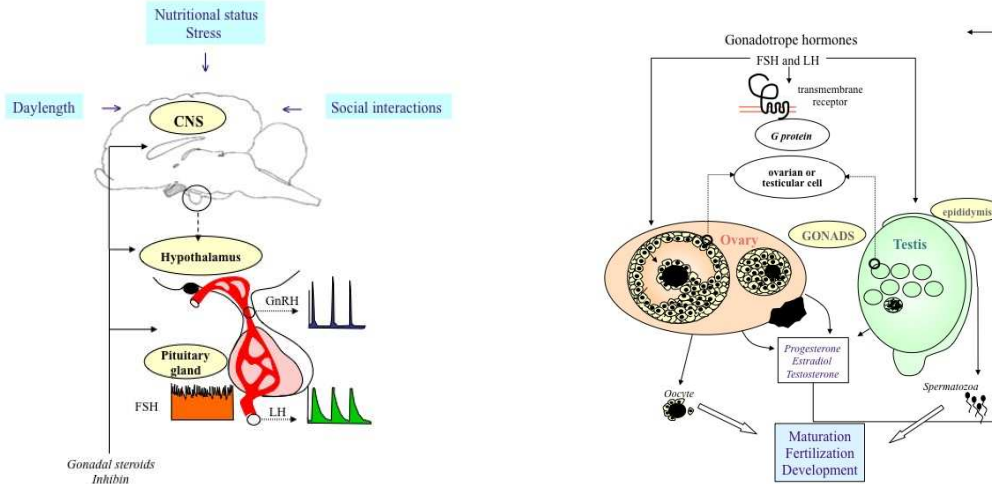 Nutritional status
Stress
Daylength
Social interactions
CNS
Hypothalamus
GnRH
Pituitary
gland
FSH
LH
Gonadal steroids
Inhibin
Gonadotrope hormones
FSH and LH
transmembrane
receptor
G protein
ovarian or
testicular cell
epididymis
Ovary
GONADS
Testis
Progesterone
Estradiol
Testosterone
Oocyte
Spermatozoa
Maturation
Fertilization
Development